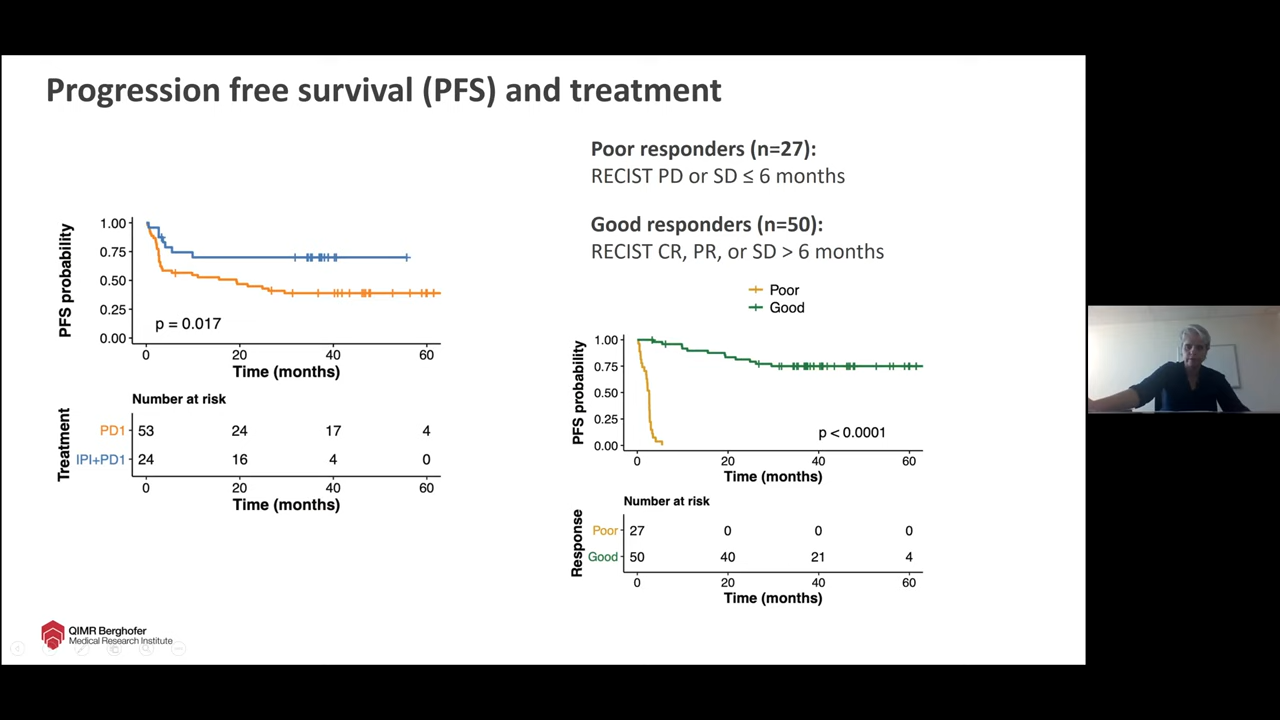 Progression free survival (PFS) and treatment
Poor responders (n=27):
RECIST PD or SD ≤ 6 months
Good responders (n=50):
RECIST CR, PR, or SD > 6 months
PFS probability
1.00
0.75
0.50
0.25
0.00
p = 0.017
0 20 40 60
Time (months)
Number at risk
Treatment
PD1 53 24 17 4
IPI+PD1 24 16 4 0
0 20 40 60
Time (months)
Poor
Good
PFS probability
1.00
0.75
0.50
0.25
0.00
p < 0.0001
0 20 40 60
Time (months)
Number at risk
Response
Poor 27 0 0 0
Good 50 40 21 4
0 20 40 60
Time (months)
QIMR Berghofer
Medical Research Institute